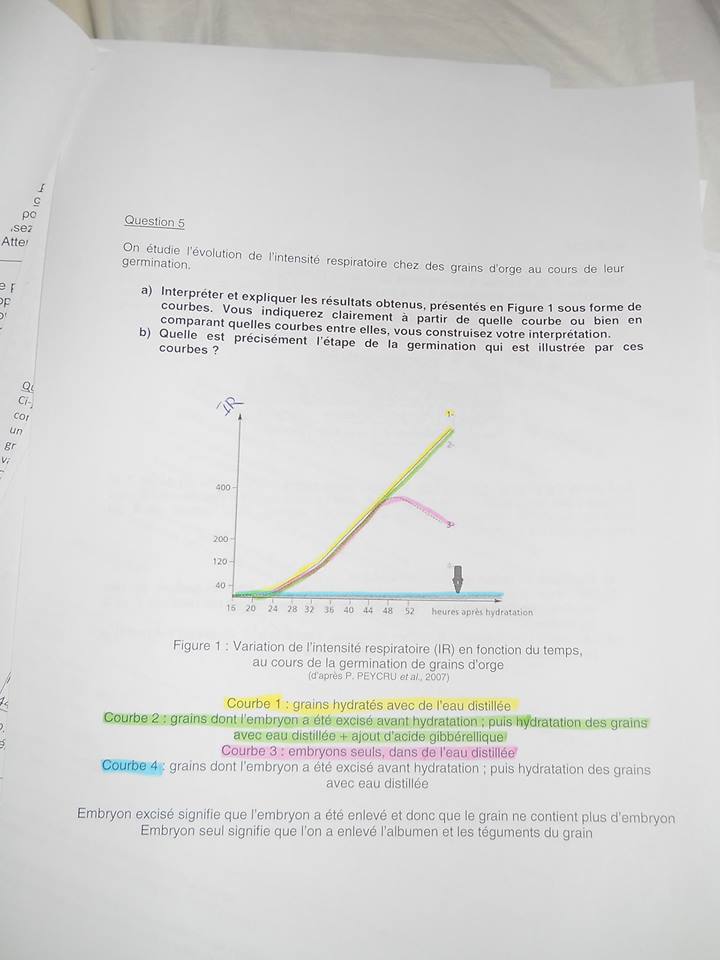 Question 5
On étudie l'évolution de l'intensité respiratoire chez des grains d'orge au cours de leur
germination.
a) Interpréter et expliquer les résultats obtenus, présentés en Figure 1 sous forme de
courbes. Vous indiquerez clairement à partir de quelle courbe ou bien en
comparant quelles courbes entre elles, vous construisez votre interprétation.
b) Quelle est précisément l'étape de la germination qui est illustrée par ces
courbes ?
IR
1-
2-
400
3-
200
120
4-
40
16 20 24 28 32 36 40 44 48 52 heures après hydratation
Figure 1 : Variation de l'intensité respiratoire (IR) en fonction du temps,
au cours de la germination de grains d'orge
(d'après P. PEYCRU et al., 2007)
Courbe 1 : grains hydratés avec de l'eau distillée
Courbe 2 : grains dont l'embryon a été excisé avant hydratation ; puis hydratation des grains
avec eau distillée + ajout d'acide gibbérellique
Courbe 3 : embryons seuls, dans de l'eau distillée
Courbe 4 : grains dont l'embryon a été excisé avant hydratation ; puis hydratation des grains
avec eau distillée
Embryon excisé signifie que l'embryon a été enlevé et donc que le grain ne contient plus d'embryon
Embryon seul signifie que l'on a enlevé l'albumen et les téguments du grain